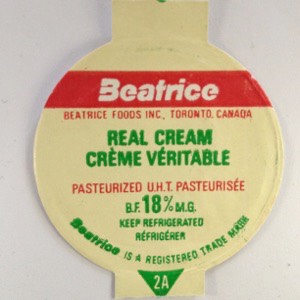 Beatrice
BEATRICE FOODS INC., TORONTO, CANADA
REAL CREAM
CRÈME VÉRITABLE
PASTEURIZED U.H.T. PASTEURISÉE
B.F. 18% M.G.
KEEP REFRIGERATED
RÉFRIGÉRER
Beatrice IS A REGISTERED TRADE MARK
2A